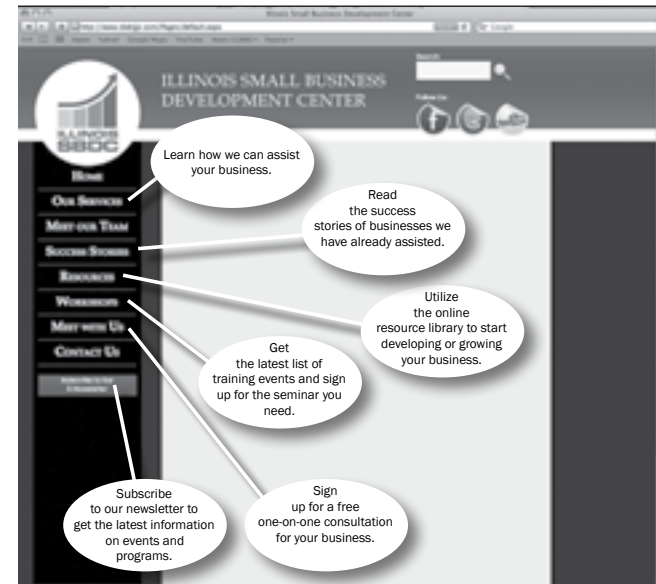 Illinois Small Business Development Center
Google
Search
ILLINOIS SMALL BUSINESS
DEVELOPMENT CENTER
Follow Us
ILLINOIS
SBDC
HOME
OUR SERVICES
MEET OUR TEAM
SUCCESS STORIES
RESOURCES
WORKSHOPS
MEET WITH US
CONTACT US
Subscribe to Our
E-Newsletter
Learn how we can assist
your business.
Read
the success
stories of businesses we
have already assisted.
Utilize
the online
resource library to start
developing or growing
your business.
Get
the latest list of
training events and sign
up for the seminar you
need.
Sign
up for a free
one-on-one consultation
for your business.
Subscribe
to our newsletter to
get the latest information
on events and
programs.